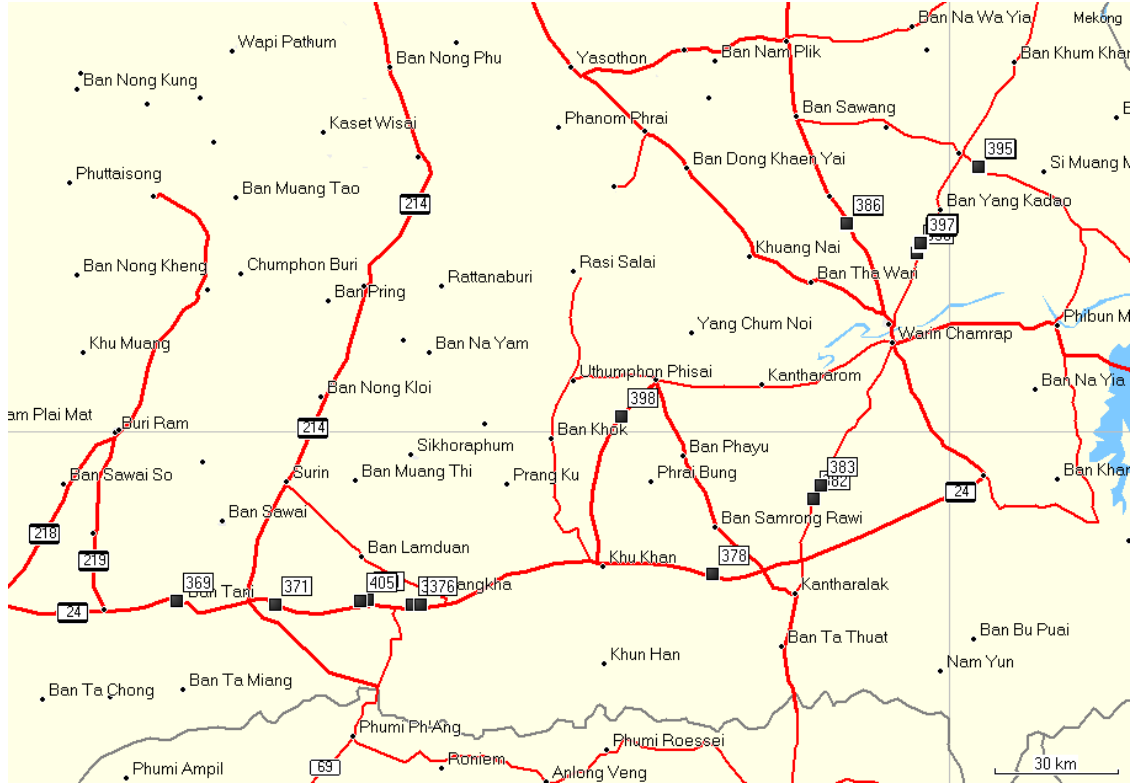 Ban Na Wa Yia
Mekong
Wapi Pathum
Ban Nong Phu
Yasothon
Ban Nam Plik
Ban Khum Khan
Ban Nong Kung
Kaset Wisai
Phanom Phrai
Ban Sawang
395
Si Muang M
Ban Dong Khaen Yai
Phuttaisong
Ban Muang Tao
214
386
Ban Yang Kadao
397
Khuang Nai
Ban Nong Kheng
Chumphon Buri
Rattanaburi
Rasi Salai
Ban Tha Wari
Ban Pring
Yang Chum Noi
Warin Chamrap
Phibun M
Khu Muang
Ban Na Yam
Uthumphon Phisai
Kanthararom
Ban Na Yia
Ban Nong Kloi
398
am Plai Mat
Buri Ram
214
Sikhoraphum
Ban Khok
Ban Phayu
Ban Sawai So
Surin
Ban Muang Thi
Prang Ku
Phrai Bung
383
382
Ban Khan
24
Ban Sawai
Ban Samrong Rawi
218
219
Ban Lamduan
Khu Khan
378
369
Ban Tani
371
405
3376
angkha
Kantharalak
24
Ban Ta Thuat
Ban Bu Puai
Khun Han
Nam Yun
Ban Ta Chong
Ban Ta Miang
Phumi Ph'Ang
Phumi Roessei
Phumi Ampil
69
Roniem
Anlong Veng
30 km